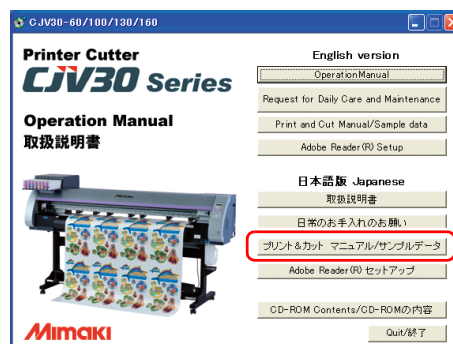 CJV30-60/100/130/160
Printer Cutter
CJV30 Series
Operation Manual
取扱説明書
Mimaki
English version
OperationManual
Request for Daily Care and Maintenance
Print and Cut Manual/Sample data
Adobe Reader(R) Setup
日本語版 Japanese
取扱説明書
日常のお手入れのお願い
プリント&カット マニュアル/サンプルデータ
Adobe Reader(R) セットアップ
CD-ROM Contents/CD-ROMの内容
Quit/終了